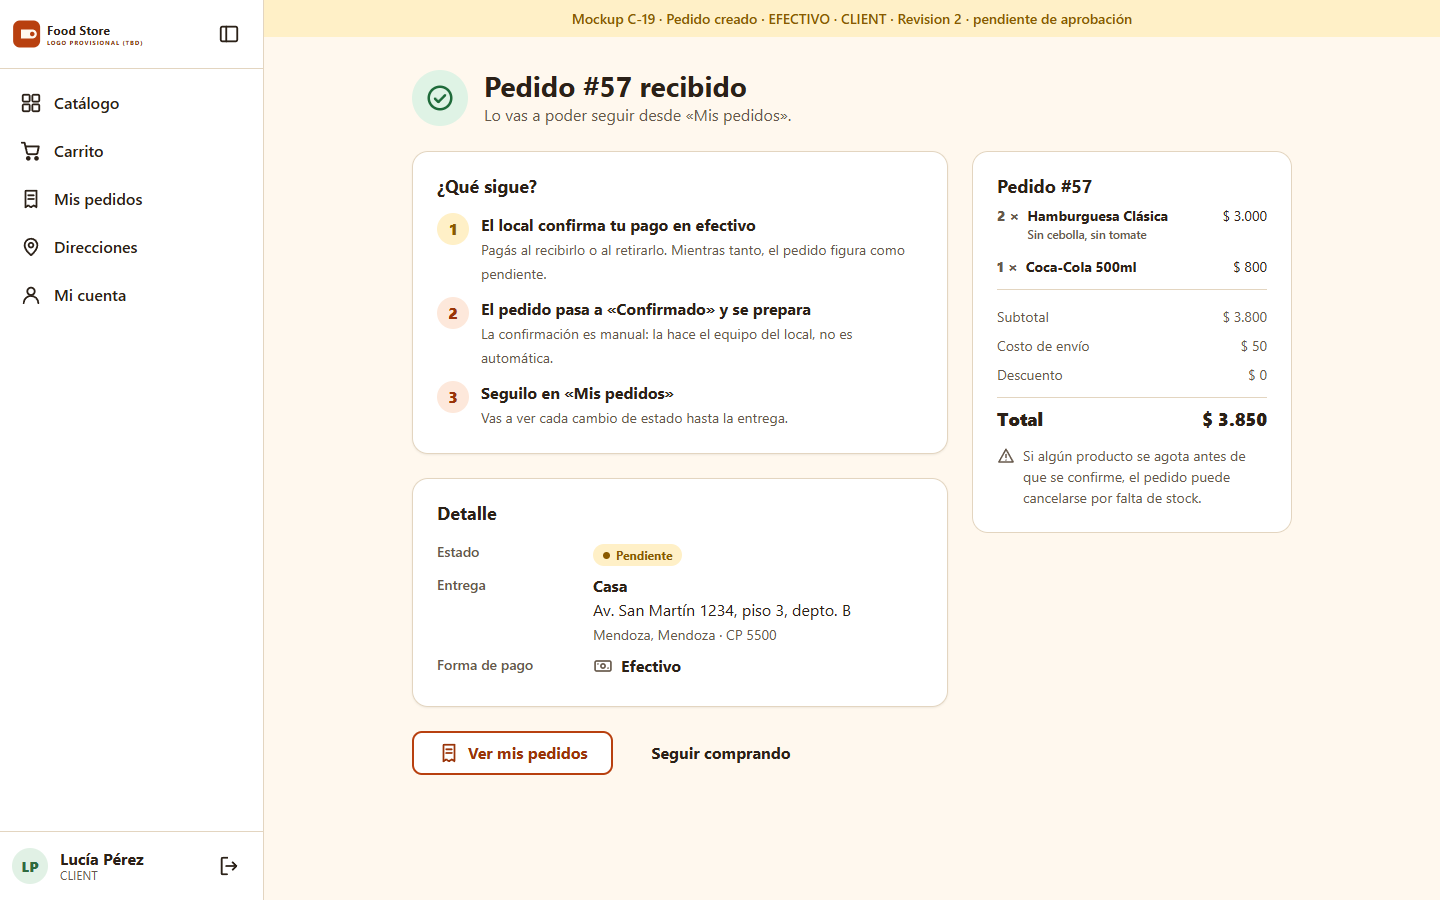 Food Store
LOGO PROVISIONAL (TBD)
Catálogo
Carrito
Mis pedidos
Direcciones
Mi cuenta
LP
Lucía Pérez
CLIENT
Mockup C-19 · Pedido creado · EFECTIVO · CLIENT · Revision 2 · pendiente de aprobación
Pedido #57 recibido
Lo vas a poder seguir desde «Mis pedidos».
¿Qué sigue?
1
El local confirma tu pago en efectivo
Pagás al recibirlo o al retirarlo. Mientras tanto, el pedido figura como
pendiente.
2
El pedido pasa a «Confirmado» y se prepara
La confirmación es manual: la hace el equipo del local, no es
automática.
3
Seguilo en «Mis pedidos»
Vas a ver cada cambio de estado hasta la entrega.
Detalle
Estado Pendiente
Entrega Casa
Av. San Martín 1234, piso 3, depto. B
Mendoza, Mendoza · CP 5500
Forma de pago Efectivo
Ver mis pedidos Seguir comprando
Pedido #57
2 × Hamburguesa Clásica $ 3.000
Sin cebolla, sin tomate
1 × Coca-Cola 500ml $ 800
Subtotal $ 3.800
Costo de envío $ 50
Descuento $ 0
Total $ 3.850
Si algún producto se agota antes de
que se confirme, el pedido puede
cancelarse por falta de stock.